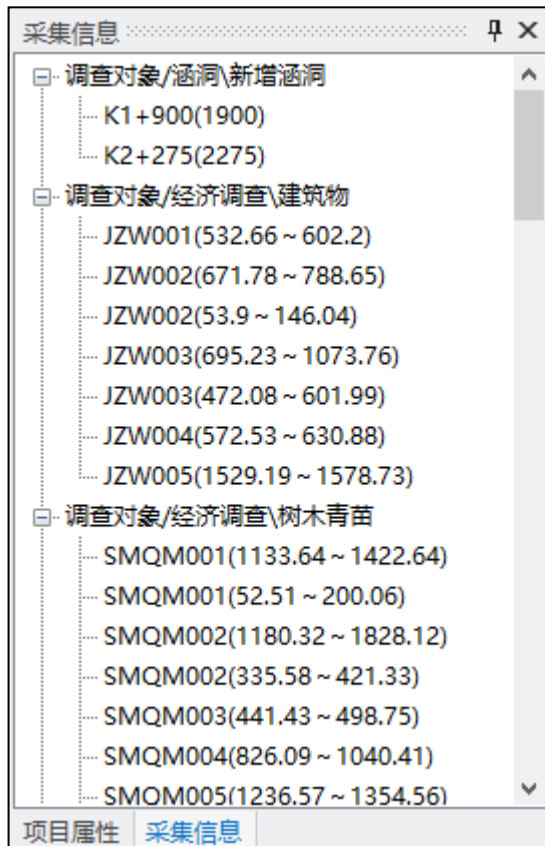 采集信息
调查对象/涵洞\新增涵洞
K1+900(1900)
K2+275(2275)
调查对象/经济调查\建筑物
JZW001(532.66~602.2)
JZW002(671.78~788.65)
JZW002(53.9~146.04)
JZW003(695.23~1073.76)
JZW003(472.08~601.99)
JZW004(572.53~630.88)
JZW005(1529.19~1578.73)
调查对象/经济调查\树木青苗
SMQM001(1133.64~1422.64)
SMQM001(52.51~200.06)
SMQM002(1180.32~1828.12)
SMQM002(335.58~421.33)
SMQM003(441.43~498.75)
SMQM004(826.09~1040.41)
SMQM005(1236.57~1354.56)
项目属性 采集信息